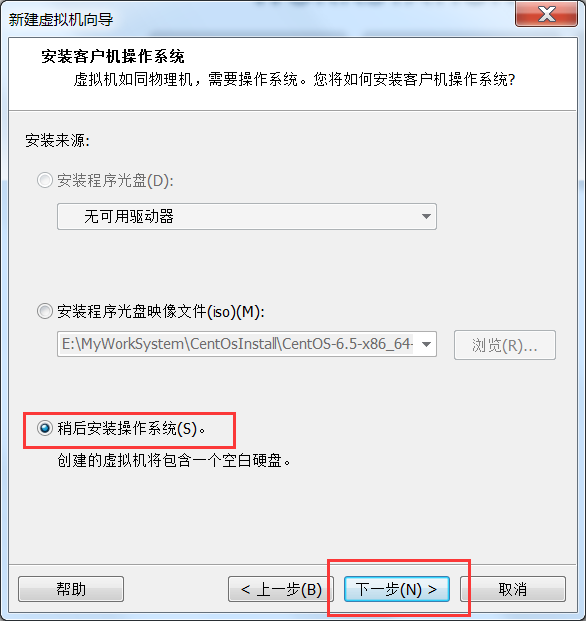 新建虚拟机向导
安装客户机操作系统
虚拟机如同物理机，需要操作系统。您将如何安装客户机操作系统?
安装来源:
安装程序光盘(D):
无可用驱动器
安装程序光盘映像文件(iso)(M):
E:\MyWorkSystem\CentOsInstall\CentOS-6.5-x86_64-
浏览(R)...
稍后安装操作系统(S)。
创建的虚拟机将包含一个空白硬盘。
帮助
< 上一步(B)
下一步(N) >
取消